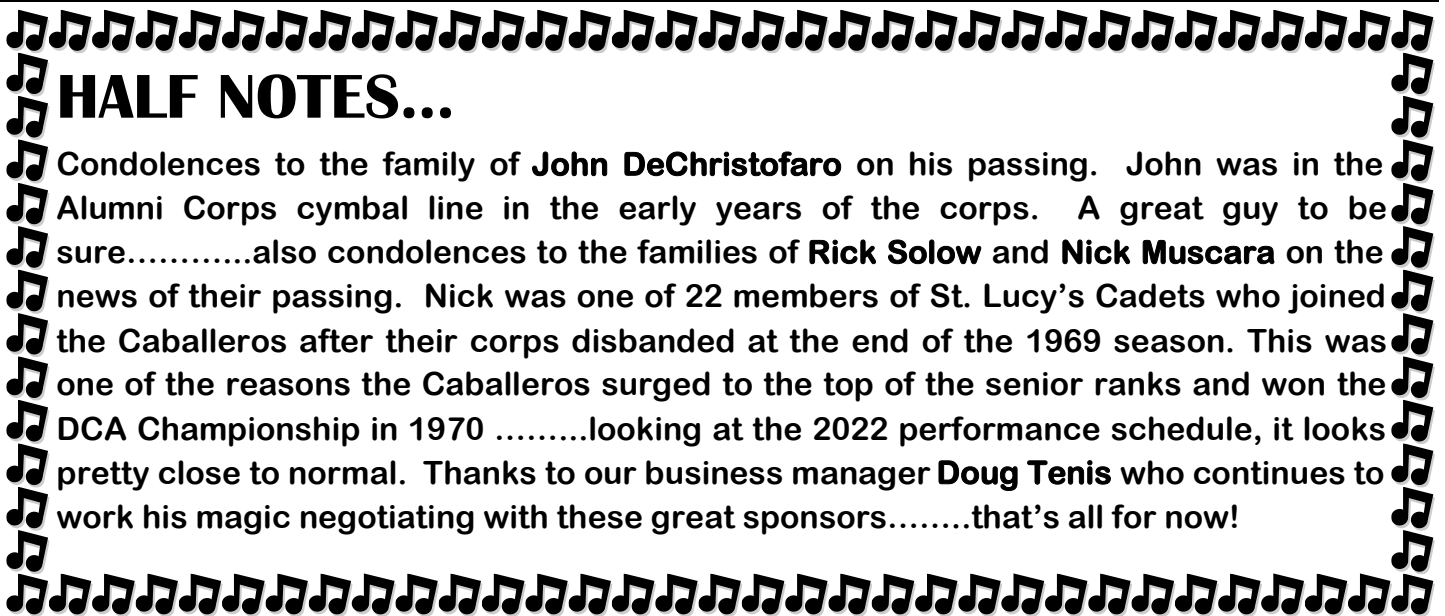 HALF NOTES...
Condolences to the family of John DeChristofaro on his passing.  John was in the
Alumni Corps cymbal line in the early years of the corps.  A great guy to be
sure…………also condolences to the families of Rick Solow and Nick Muscara on the
news of their passing.  Nick was one of 22 members of St. Lucy’s Cadets who joined
the Caballeros after their corps disbanded at the end of the 1969 season. This was
one of the reasons the Caballeros surged to the top of the senior ranks and won the
DCA Championship in 1970 ………looking at the 2022 performance schedule, it looks
pretty close to normal.  Thanks to our business manager Doug Tenis who continues to
work his magic negotiating with these great sponsors……..that’s all for now!